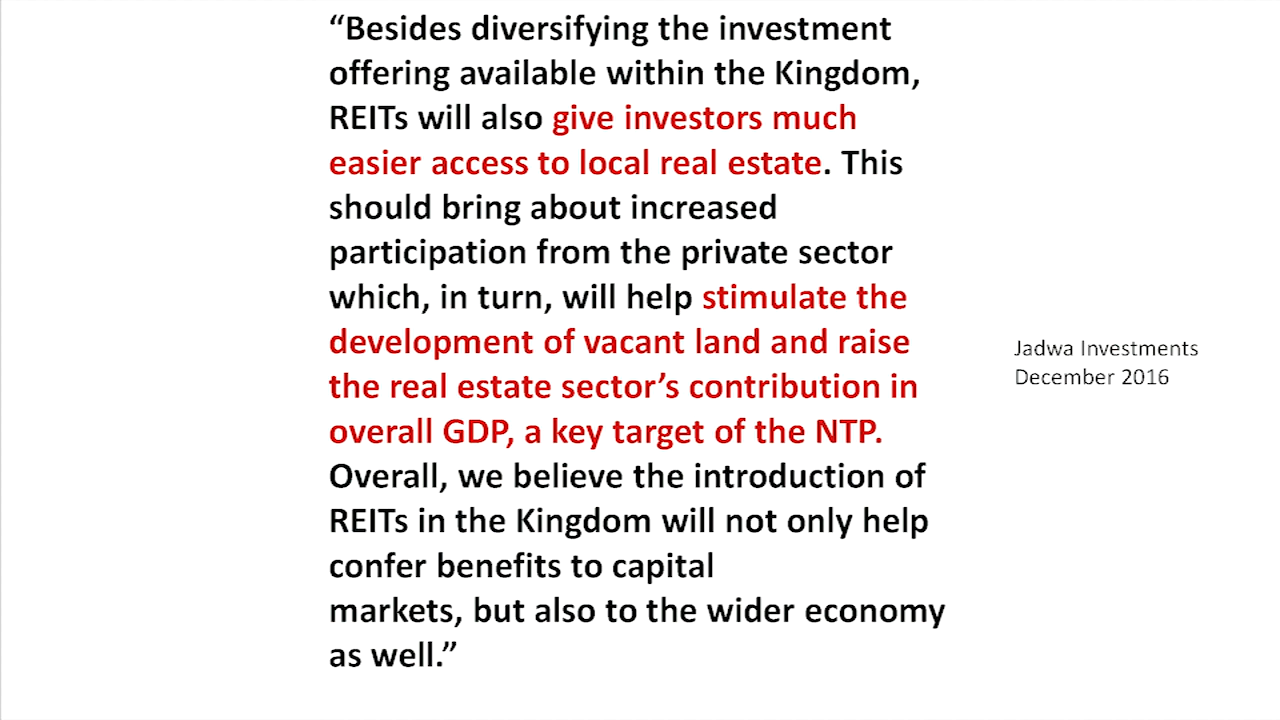 “Besides diversifying the investment
offering available within the Kingdom,
REITs will also give investors much
easier access to local real estate. This
should bring about increased
participation from the private sector
which, in turn, will help stimulate the
development of vacant land and raise
the real estate sector’s contribution in
overall GDP, a key target of the NTP.
Overall, we believe the introduction of
REITs in the Kingdom will not only help
confer benefits to capital
markets, but also to the wider economy
as well.”
Jadwa Investments
December 2016